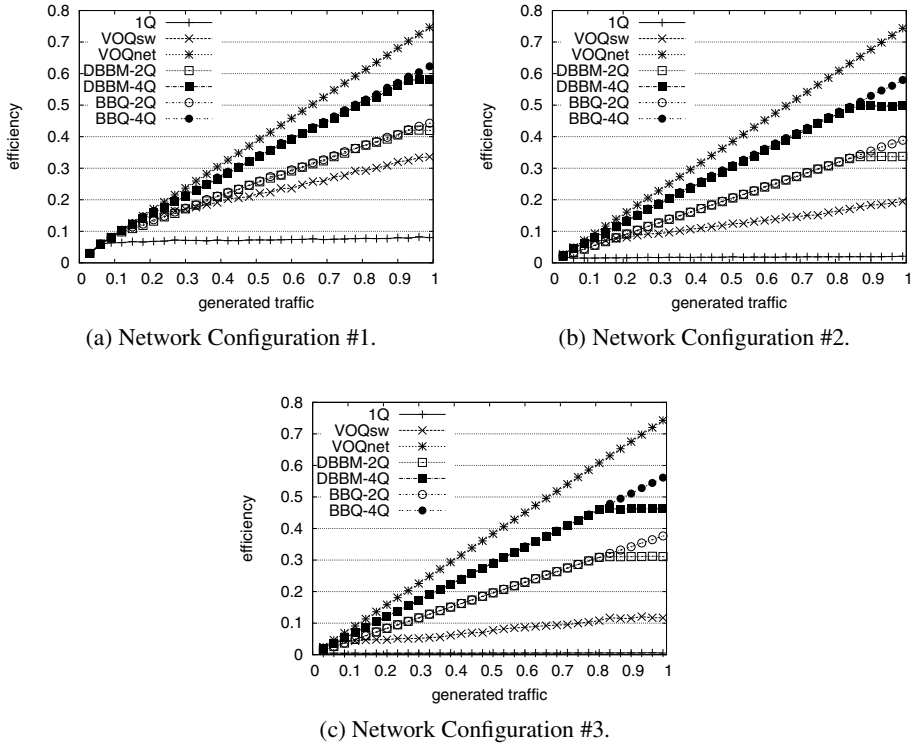 0.8
0.7
0.6
0.5
0.4
0.3
0.2
0.1
0
efficiency
1Q
VOQsw
VOQnet
DBBM-2Q
DBBM-4Q
BBQ-2Q
BBQ-4Q
0 0.1 0.2 0.3 0.4 0.5 0.6 0.7 0.8 0.9 1
generated traffic
(a) Network Configuration #1.
0.8
0.7
0.6
0.5
0.4
0.3
0.2
0.1
0
efficiency
1Q
VOQsw
VOQnet
DBBM-2Q
DBBM-4Q
BBQ-2Q
BBQ-4Q
0 0.1 0.2 0.3 0.4 0.5 0.6 0.7 0.8 0.9 1
generated traffic
(b) Network Configuration #2.
0.8
0.7
0.6
0.5
0.4
0.3
0.2
0.1
0
efficiency
1Q
VOQsw
VOQnet
DBBM-2Q
DBBM-4Q
BBQ-2Q
BBQ-4Q
0 0.1 0.2 0.3 0.4 0.5 0.6 0.7 0.8 0.9 1
generated traffic
(c) Network Configuration #3.